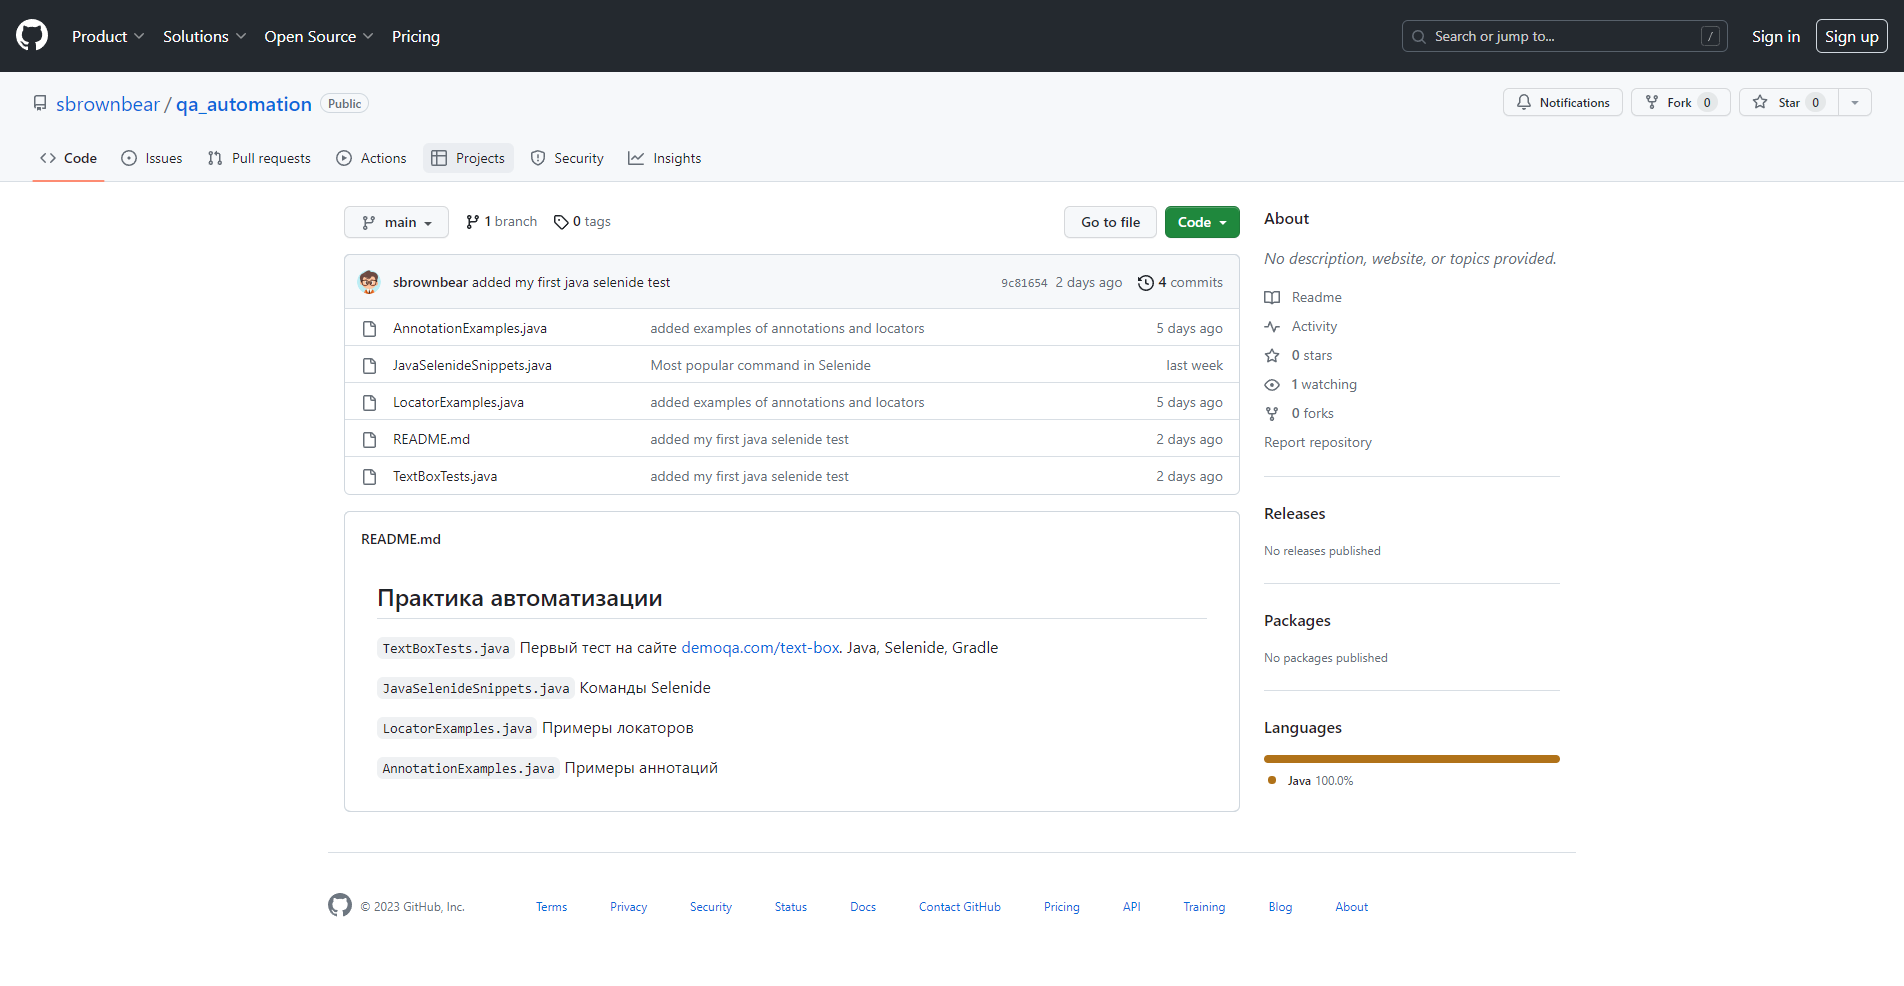 Product Solutions Open Source Pricing Search or jump to... / Sign in Sign up
sbrownbear / qa_automation Public Notifications Fork 0 Star 0
Code Issues Pull requests Actions Projects Security Insights
main 1 branch 0 tags Go to file Code
sbrownbear added my first java selenide test 9c81654 2 days ago 4 commits
AnnotationExamples.java added examples of annotations and locators 5 days ago
JavaSelenideSnippets.java Most popular command in Selenide last week
LocatorExamples.java added examples of annotations and locators 5 days ago
README.md added my first java selenide test 2 days ago
TextBoxTests.java added my first java selenide test 2 days ago
README.md
Практика автоматизации
TextBoxTests.java Первый тест на сайте demoqa.com/text-box. Java, Selenide, Gradle
JavaSelenideSnippets.java Команды Selenide
LocatorExamples.java Примеры локаторов
AnnotationExamples.java Примеры аннотаций
About
No description, website, or topics provided.
Readme
Activity
0 stars
1 watching
0 forks
Report repository
Releases
No releases published
Packages
No packages published
Languages
Java 100.0%
© 2023 GitHub, Inc. Terms Privacy Security Status Docs Contact GitHub Pricing API Training Blog About